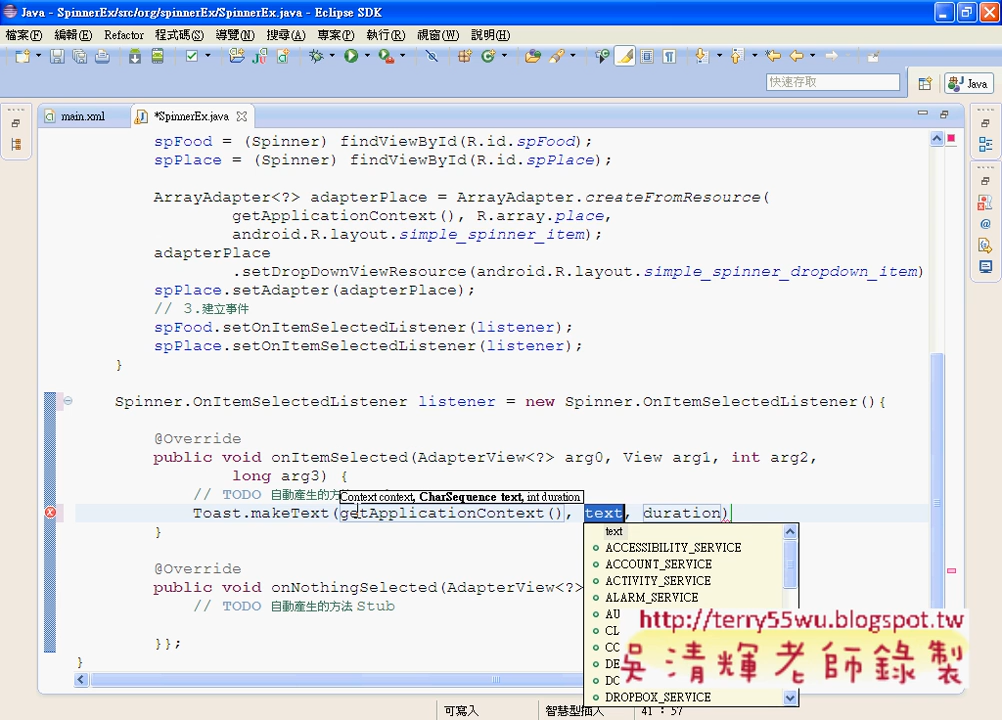 Java - SpinnerEx/src/org/spinnerEx/SpinnerEx.java - Eclipse SDK
檔案(F) 編輯(E) Refactor 程式碼(S) 導覽(N) 搜尋(A) 專案(P) 執行(R) 視窗(W) 說明(H)
快速存取
Java
main.xml
*SpinnerEx.java
spFood = (Spinner) findViewById(R.id.spFood);
spPlace = (Spinner) findViewById(R.id.spPlace);
ArrayAdapter<?> adapterPlace = ArrayAdapter.createFromResource(
getApplicationContext(), R.array.place,
android.R.layout.simple_spinner_item);
adapterPlace
.setDropDownViewResource(android.R.layout.simple_spinner_dropdown_item)
spPlace.setAdapter(adapterPlace);
// 3.建立事件
spFood.setOnItemSelectedListener(listener);
spPlace.setOnItemSelectedListener(listener);
}
Spinner.OnItemSelectedListener listener = new Spinner.OnItemSelectedListener(){
@Override
public void onItemSelected(AdapterView<?> arg0, View arg1, int arg2,
long arg3) {
// TODO 自動產生的方
Context context, CharSequence text, int duration
Toast.makeText(getApplicationContext(), text, duration)
}
text
ACCESSIBILITY_SERVICE
ACCOUNT_SERVICE
ACTIVITY_SERVICE
ALARM_SERVICE
AU
CL
CO
DE
DO
DROPBOX_SERVICE
@Override
public void onNothingSelected(AdapterView<?>
// TODO 自動產生的方法 Stub
}};
}
http://terry55wu.blogspot.tw
吳清輝老師錄製
可寫入
智慧型插入
41 : 57